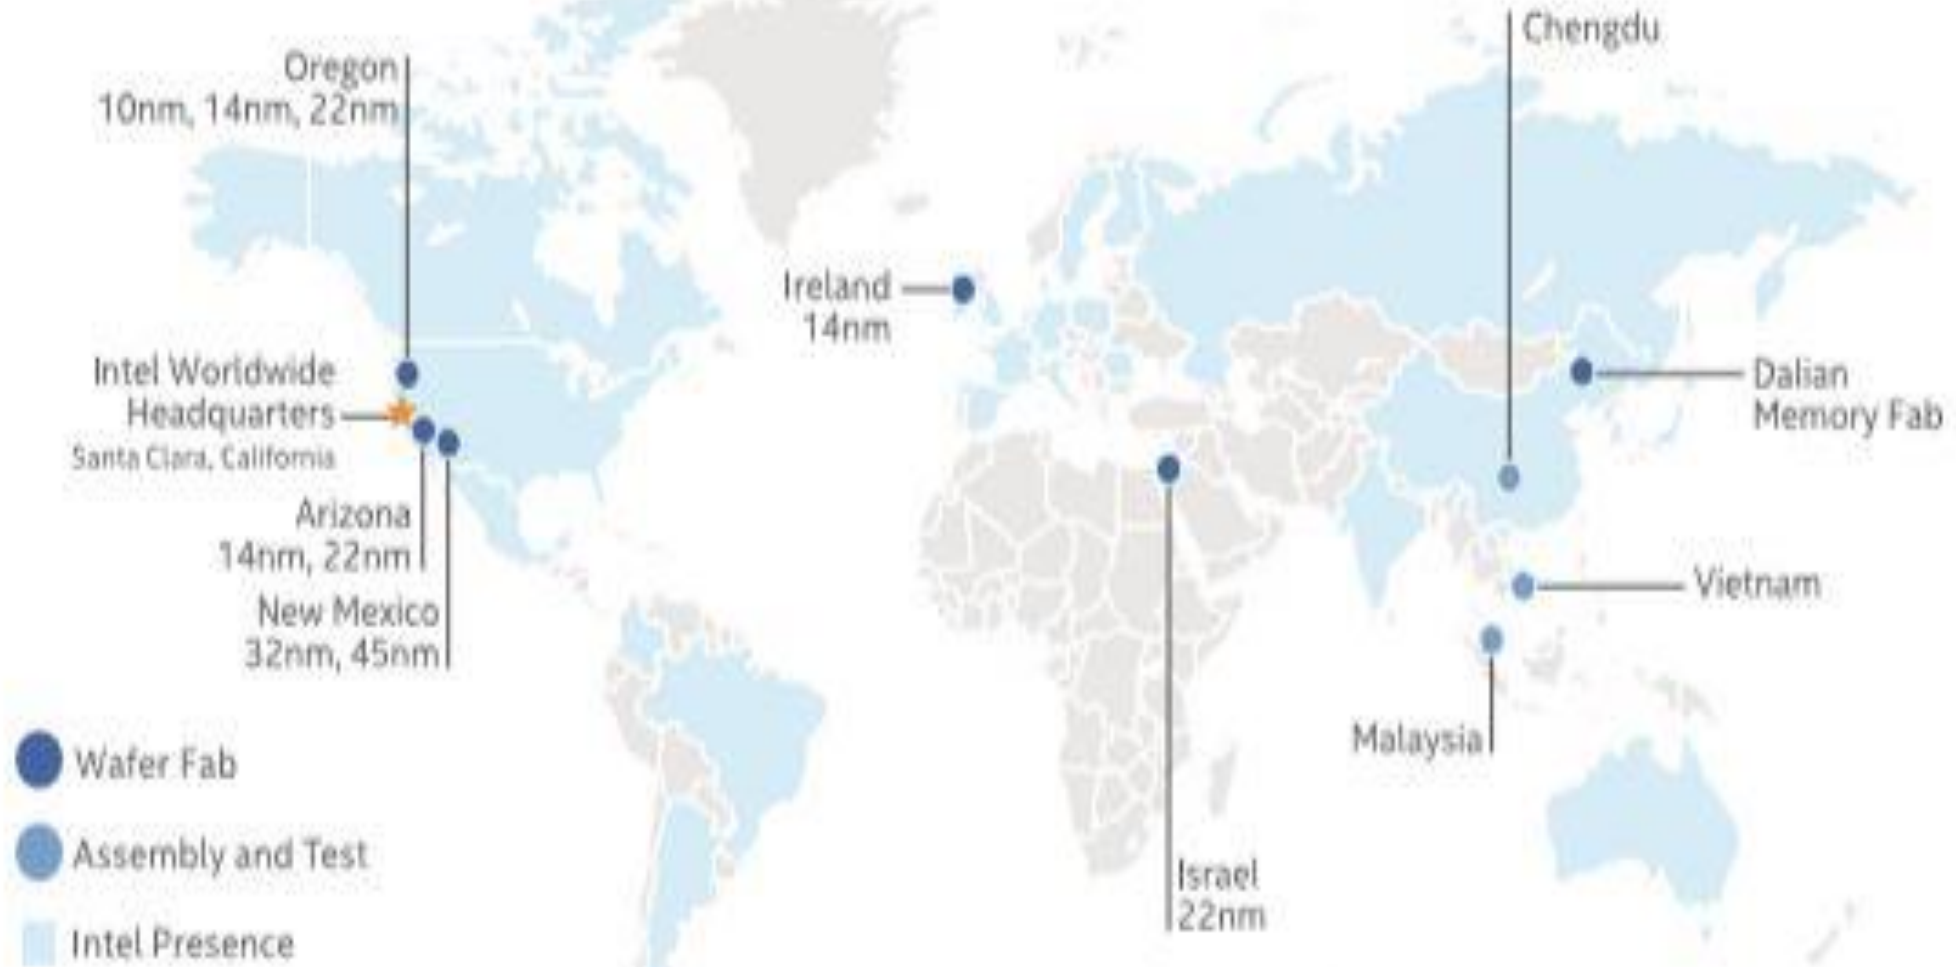 Chengdu
Oregon
10nm, 14nm, 22nm
Ireland
14nm
Intel Worldwide
Headquarters
Santa Clara, California
Dalian
Memory Fab
Arizona
14nm, 22nm
New Mexico
32nm, 45nm
Vietnam
Malaysia
Israel
22nm
Wafer Fab
Assembly and Test
Intel Presence